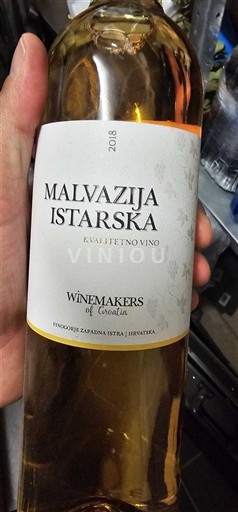 2018
MALVAZIJA
ISTARSKA
KVALITETNO VINO
VINIOU
WINEMAKERS
of Croatia
VINOGORJE ZAPADNA ISTRA | HRVATSKA